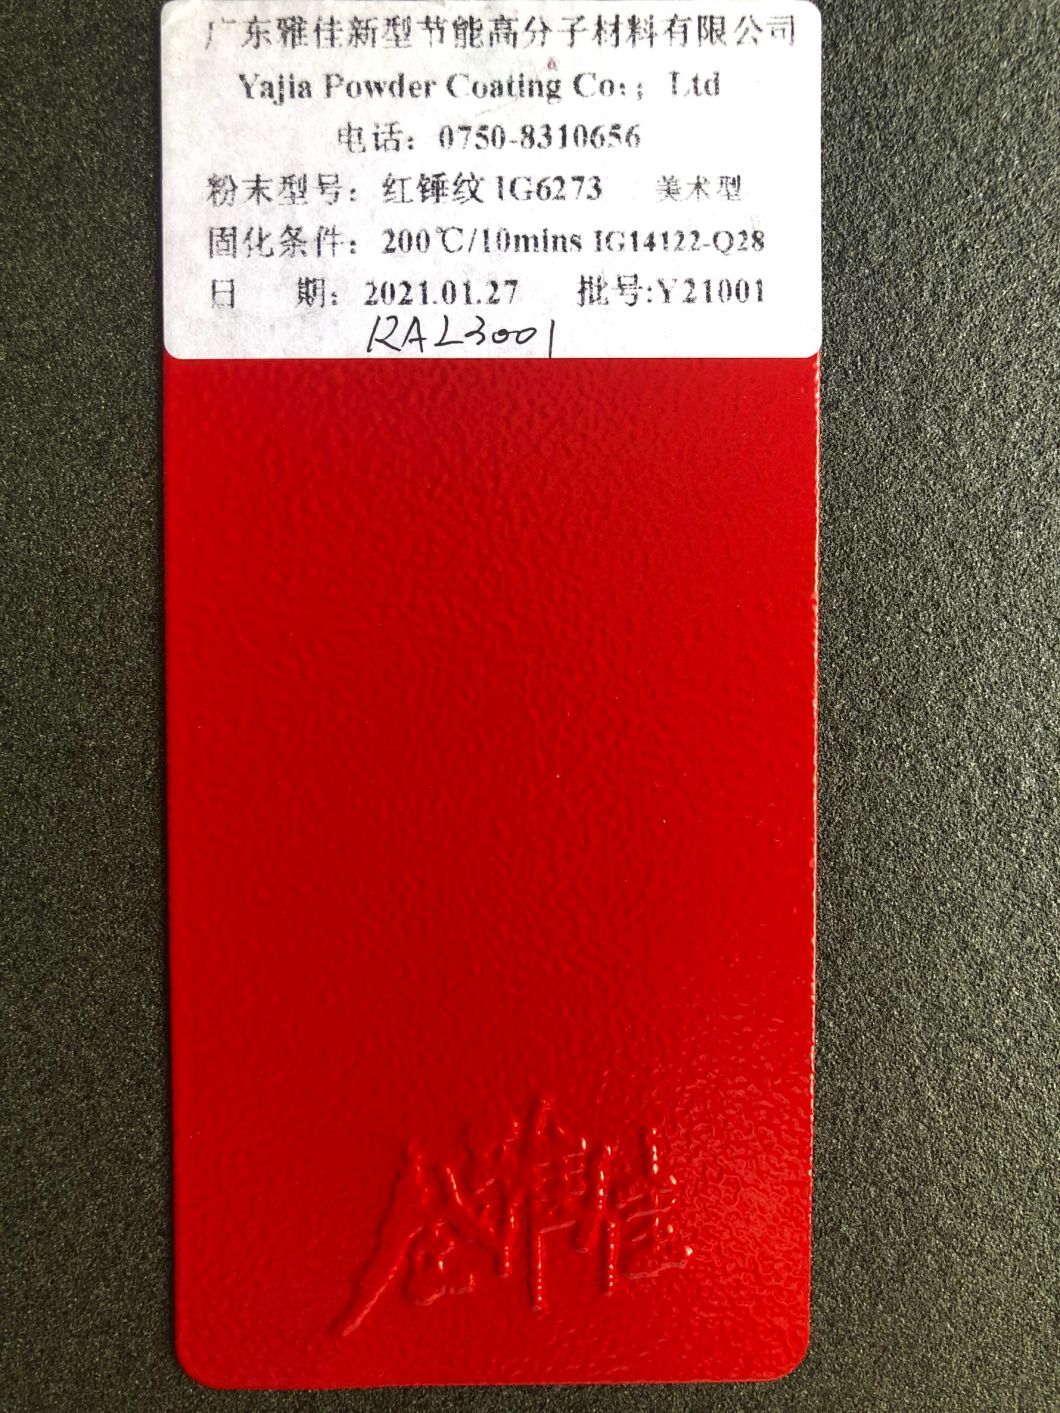 广东雅佳新型节能高分子材料有限公司
Yajia Powder Coating Co:; Ltd
电话：0750-8310656
粉末型号：红锤纹 IG6273 美术型
固化条件：200℃/10mins IG14122-Q28
日 期：2021.01.27 批号:Y21001
RAL3001
雅佳